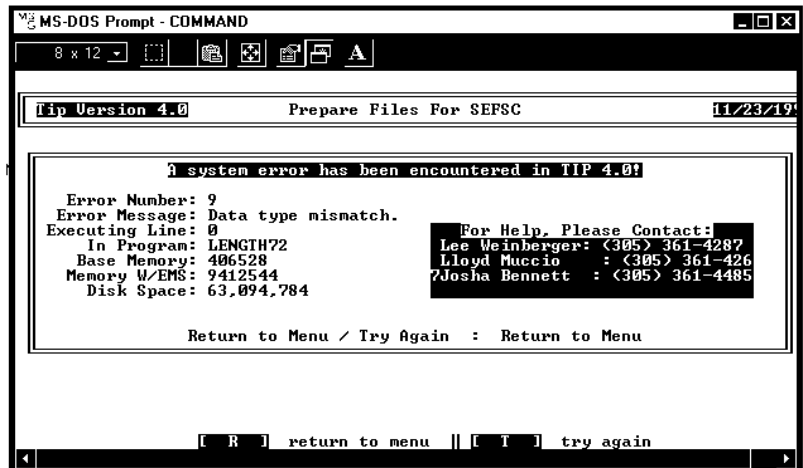 MS-DOS Prompt - COMMAND
8 x 12
A
Tip Version 4.0 Prepare Files For SEFSC 11/23/199
A system error has been encountered in TIP 4.0!
Error Number: 9
Error Message: Data type mismatch.
Executing Line: 0
In Program: LENGTH72
Base Memory: 406528
Memory W/EMS: 9412544
Disk Space: 63,094,784
For Help, Please Contact:
Lee Weinberger: (305) 361-4287
Lloyd Muccio : (305) 361-426
7Josha Bennett : (305) 361-4485
Return to Menu / Try Again : Return to Menu
[ R ] return to menu || [ T ] try again